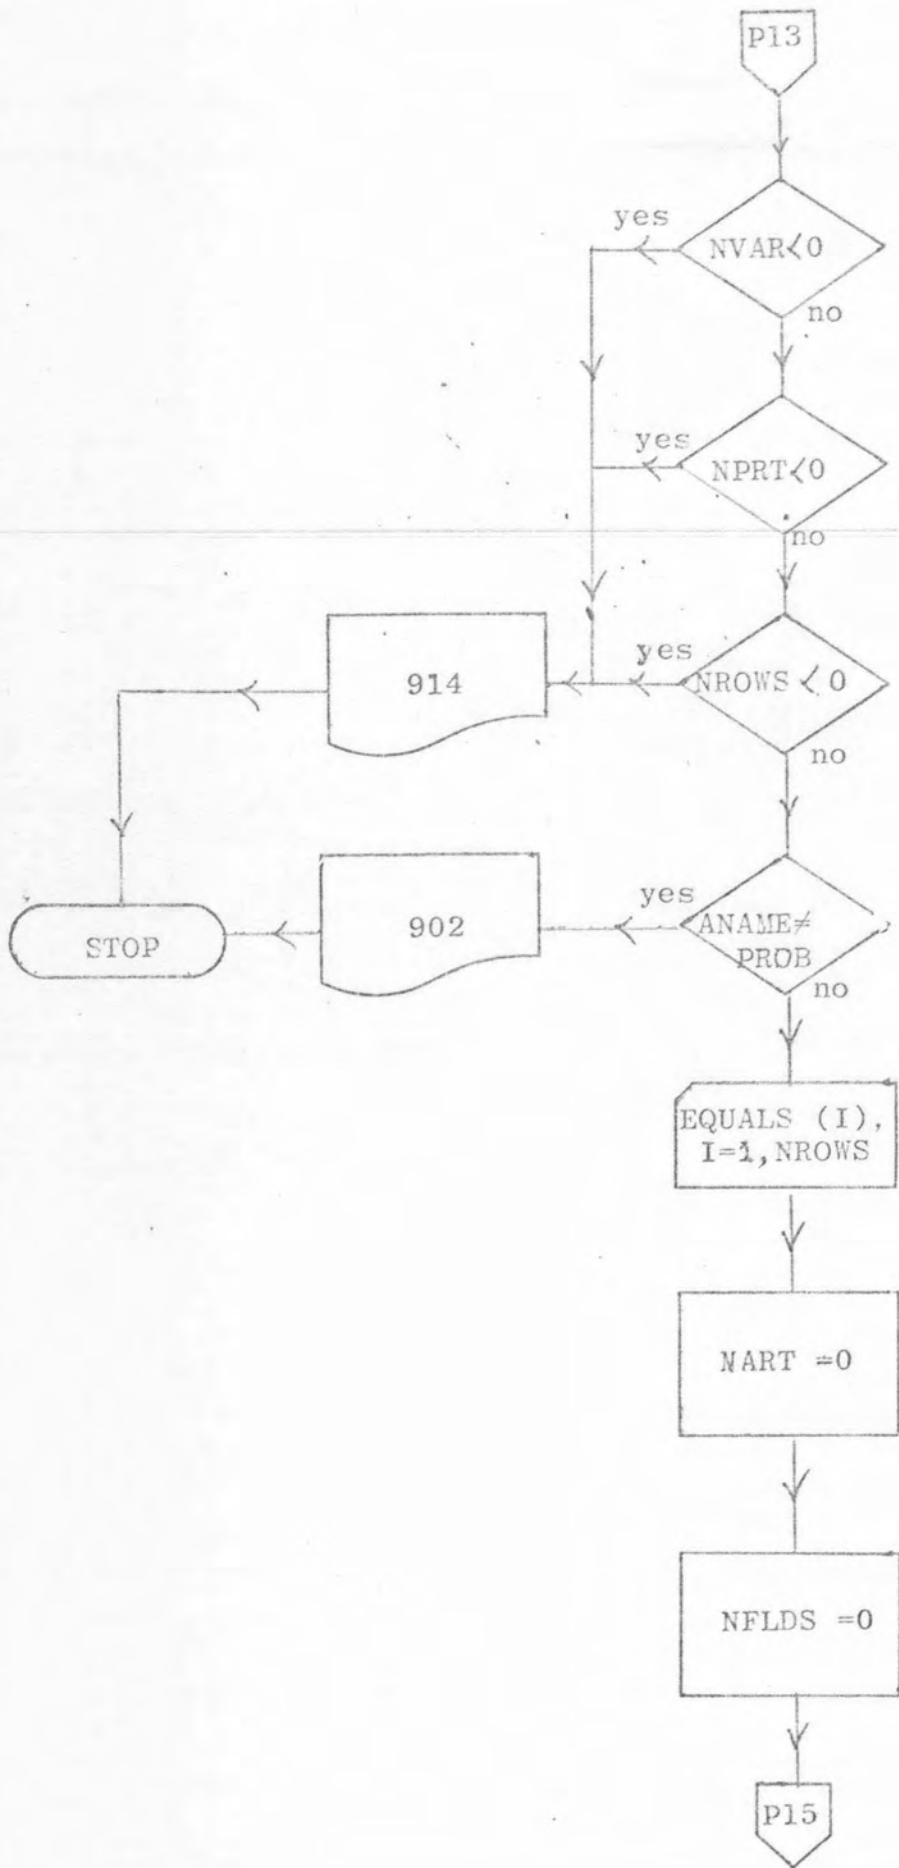 P13
yes
NVAR<0
no
yes
NPRT<0
no
914
yes
NROWS <0
no
STOP
902
yes
ANAME≠
PROB
no
EQUALS (I),
I=1,NROWS
NART =0
NFLDS =0
P15